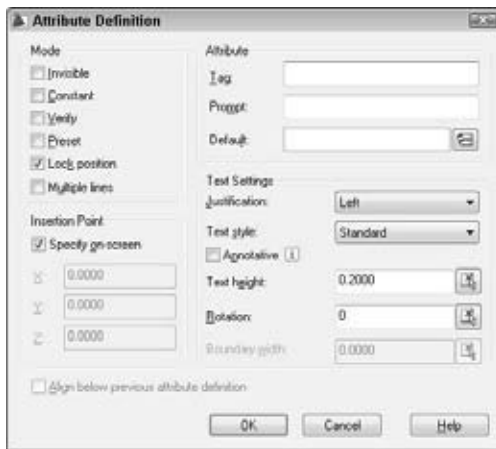 Attribute Definition
Mode
Invisible
Constant
Verify
Preset
Lock position
Multiple lines
Insertion Point
Specify on-screen
X: 0.0000
Y: 0.0000
Z: 0.0000
Attribute
Tag:
Prompt:
Default:
Text Settings
Justification: Left
Text style: Standard
Annotative
Text height: 0.2000
Rotation: 0
Boundary width: 0.0000
Align below previous attribute definition
OK Cancel Help